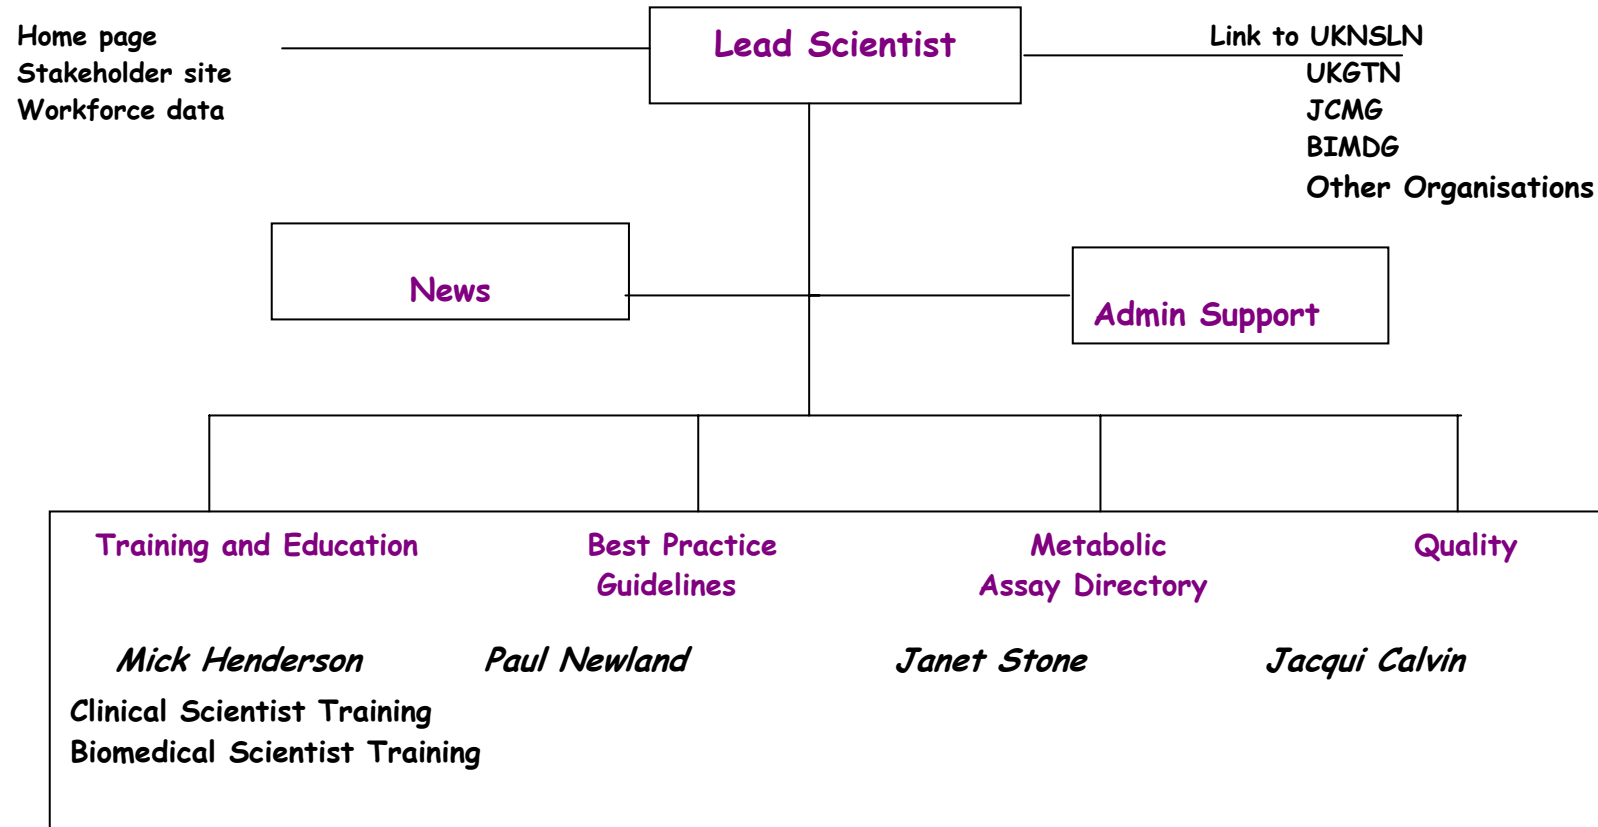 Home page
Stakeholder site
Workforce data
Lead Scientist
Link to UKNSLN
UKGTN
JCMG
BIMDG
Other Organisations
News
Admin Support
Training and Education
Best Practice
Guidelines
Metabolic
Assay Directory
Quality
Mick Henderson
Paul Newland
Janet Stone
Jacqui Calvin
Clinical Scientist Training
Biomedical Scientist Training